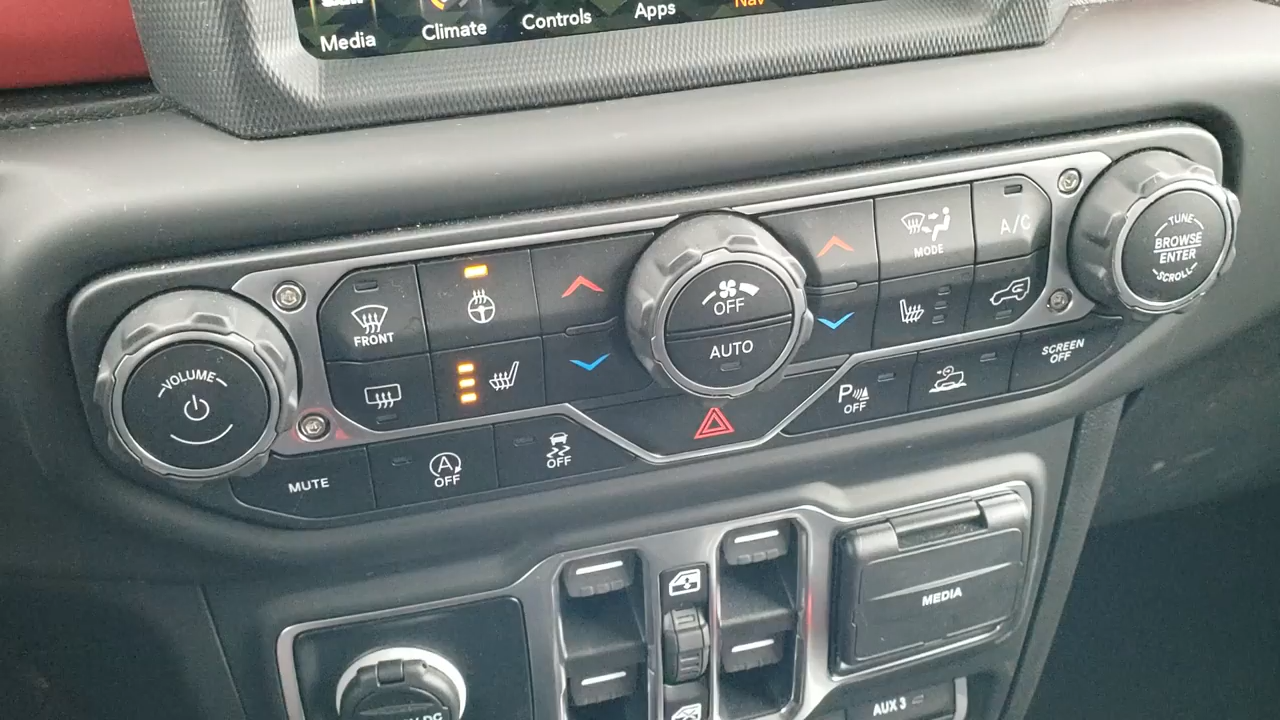 Media
Climate
Controls
Apps
Nav
VOLUME
FRONT
OFF
AUTO
MODE
A/C
TUNE
BROWSE
ENTER
SCROLL
MUTE
A
OFF
OFF
P
OFF
SCREEN
OFF
MEDIA
DC
AUX 3